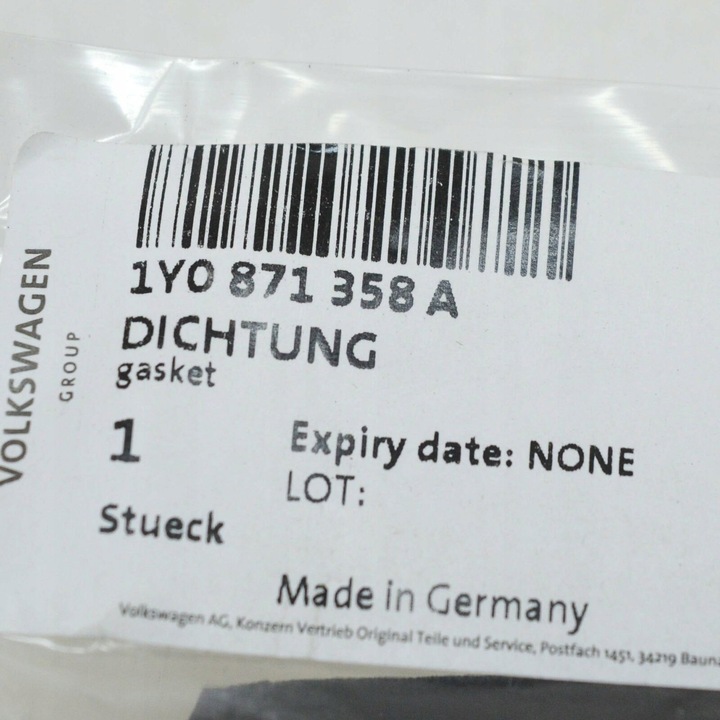 VOLKSWAGEN
GROUP
1Y0 871 358 A
DICHTUNG
gasket
1
Stueck
Expiry date: NONE
LOT:
Made in Germany
Volkswagen AG, Konzern Vertrieb Original Teile und Service, Postfach 1451, 34219 Bauna